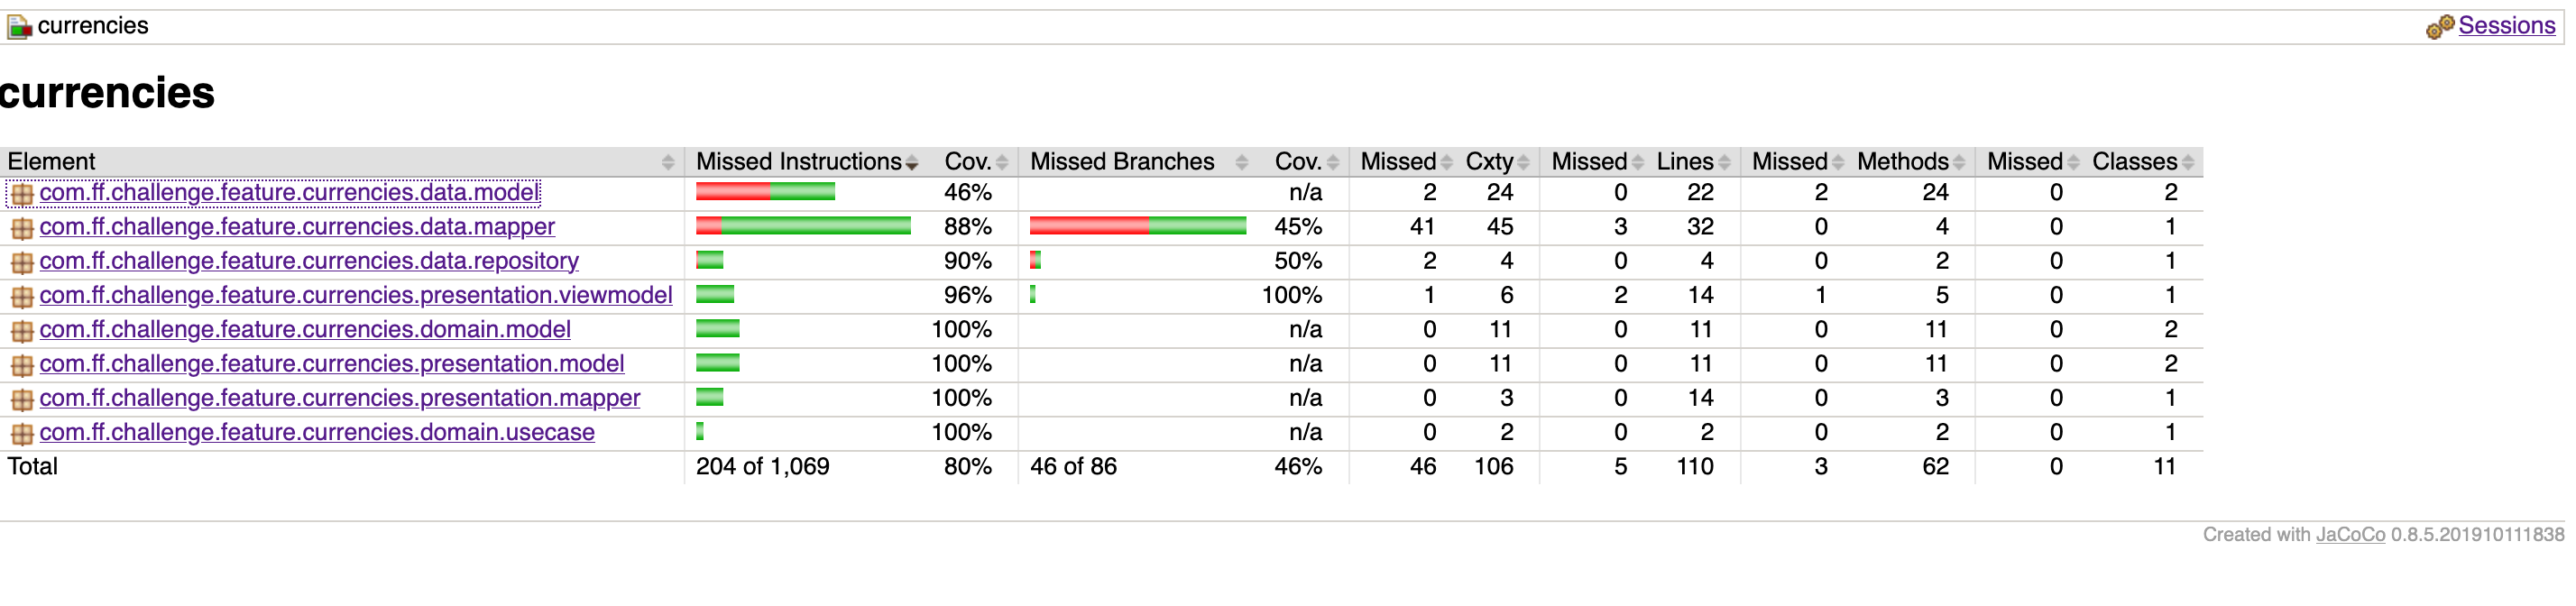 currencies Sessions
currencies
Element Missed Instructions Cov. Missed Branches Cov. Missed Cxty Missed Lines Missed Methods Missed Classes
com.ff.challenge.feature.currencies.data.model 46% n/a 2 24 0 22 2 24 0 2
com.ff.challenge.feature.currencies.data.mapper 88% 45% 41 45 3 32 0 4 0 1
com.ff.challenge.feature.currencies.data.repository 90% 50% 2 4 0 4 0 2 0 1
com.ff.challenge.feature.currencies.presentation.viewmodel 96% 100% 1 6 2 14 1 5 0 1
com.ff.challenge.feature.currencies.domain.model 100% n/a 0 11 0 11 0 11 0 2
com.ff.challenge.feature.currencies.presentation.model 100% n/a 0 11 0 11 0 11 0 2
com.ff.challenge.feature.currencies.presentation.mapper 100% n/a 0 3 0 14 0 3 0 1
com.ff.challenge.feature.currencies.domain.usecase 100% n/a 0 2 0 2 0 2 0 1
Total 204 of 1,069 80% 46 of 86 46% 46 106 5 110 3 62 0 11
Created with JaCoCo 0.8.5.201910111838